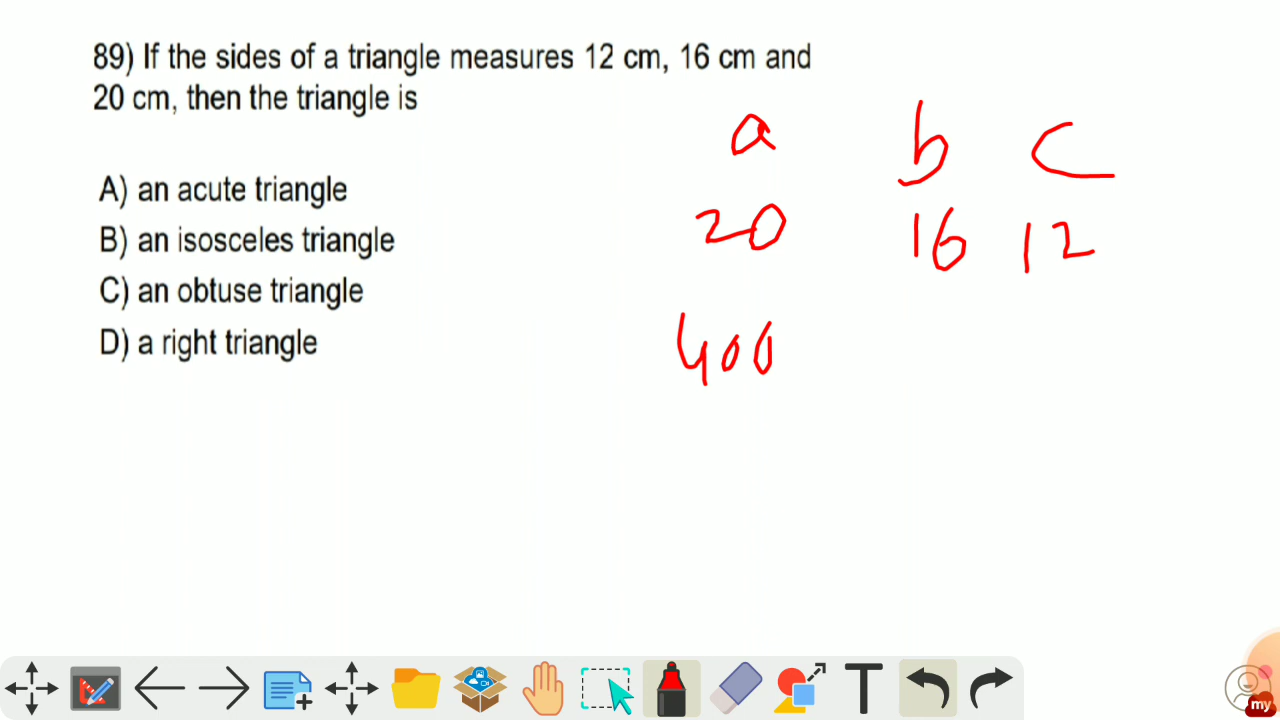 89) If the sides of a triangle measures 12 cm, 16 cm and
20 cm, then the triangle is
A) an acute triangle
B) an isosceles triangle
C) an obtuse triangle
D) a right triangle
a b c
20 16 12
400
T
my